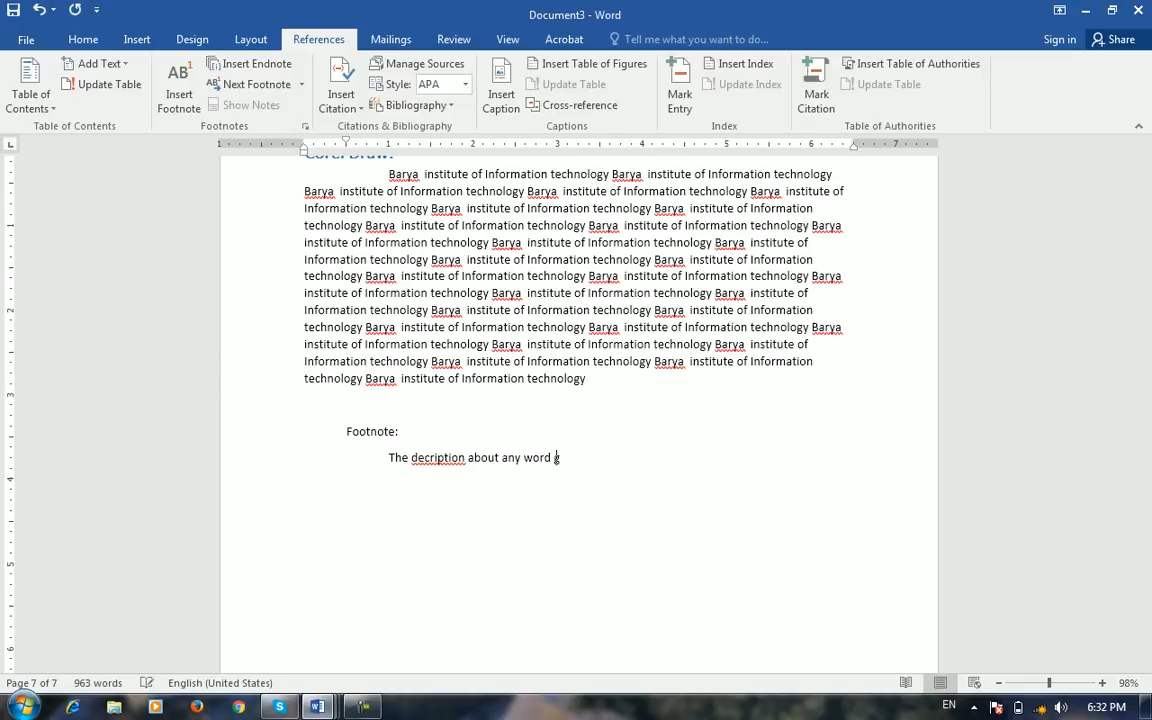 Document3 - Word
File Home Insert Design Layout References Mailings Review View Acrobat Tell me what you want to do... Sign in Share
Table of Contents
Add Text
Update Table
Table of Contents
AB1
Insert Footnote
Insert Endnote
Next Footnote
Show Notes
Footnotes
Insert Citation
Manage Sources
Style: APA
Bibliography
Citations & Bibliography
Insert Caption
Insert Table of Figures
Update Table
Cross-reference
Captions
Mark Entry
Insert Index
Update Index
Index
Mark Citation
Insert Table of Authorities
Update Table
Table of Authorities
1 1 2 3 4 5 6 7
Corel Draw:
Barya institute of Information technology Barya institute of Information technology
Barya institute of Information technology Barya institute of Information technology Barya institute of
Information technology Barya institute of Information technology Barya institute of Information
technology Barya institute of Information technology Barya institute of Information technology Barya
institute of Information technology Barya institute of Information technology Barya institute of
Information technology Barya institute of Information technology Barya institute of Information
technology Barya institute of Information technology Barya institute of Information technology Barya
institute of Information technology Barya institute of Information technology Barya institute of
Information technology Barya institute of Information technology Barya institute of Information
technology Barya institute of Information technology Barya institute of Information technology Barya
institute of Information technology Barya institute of Information technology Barya institute of
Information technology Barya institute of Information technology Barya institute of Information
technology Barya institute of Information technology
Footnote:
The decription about any word g
Page 7 of 7 963 words English (United States) 98%
EN 6:32 PM